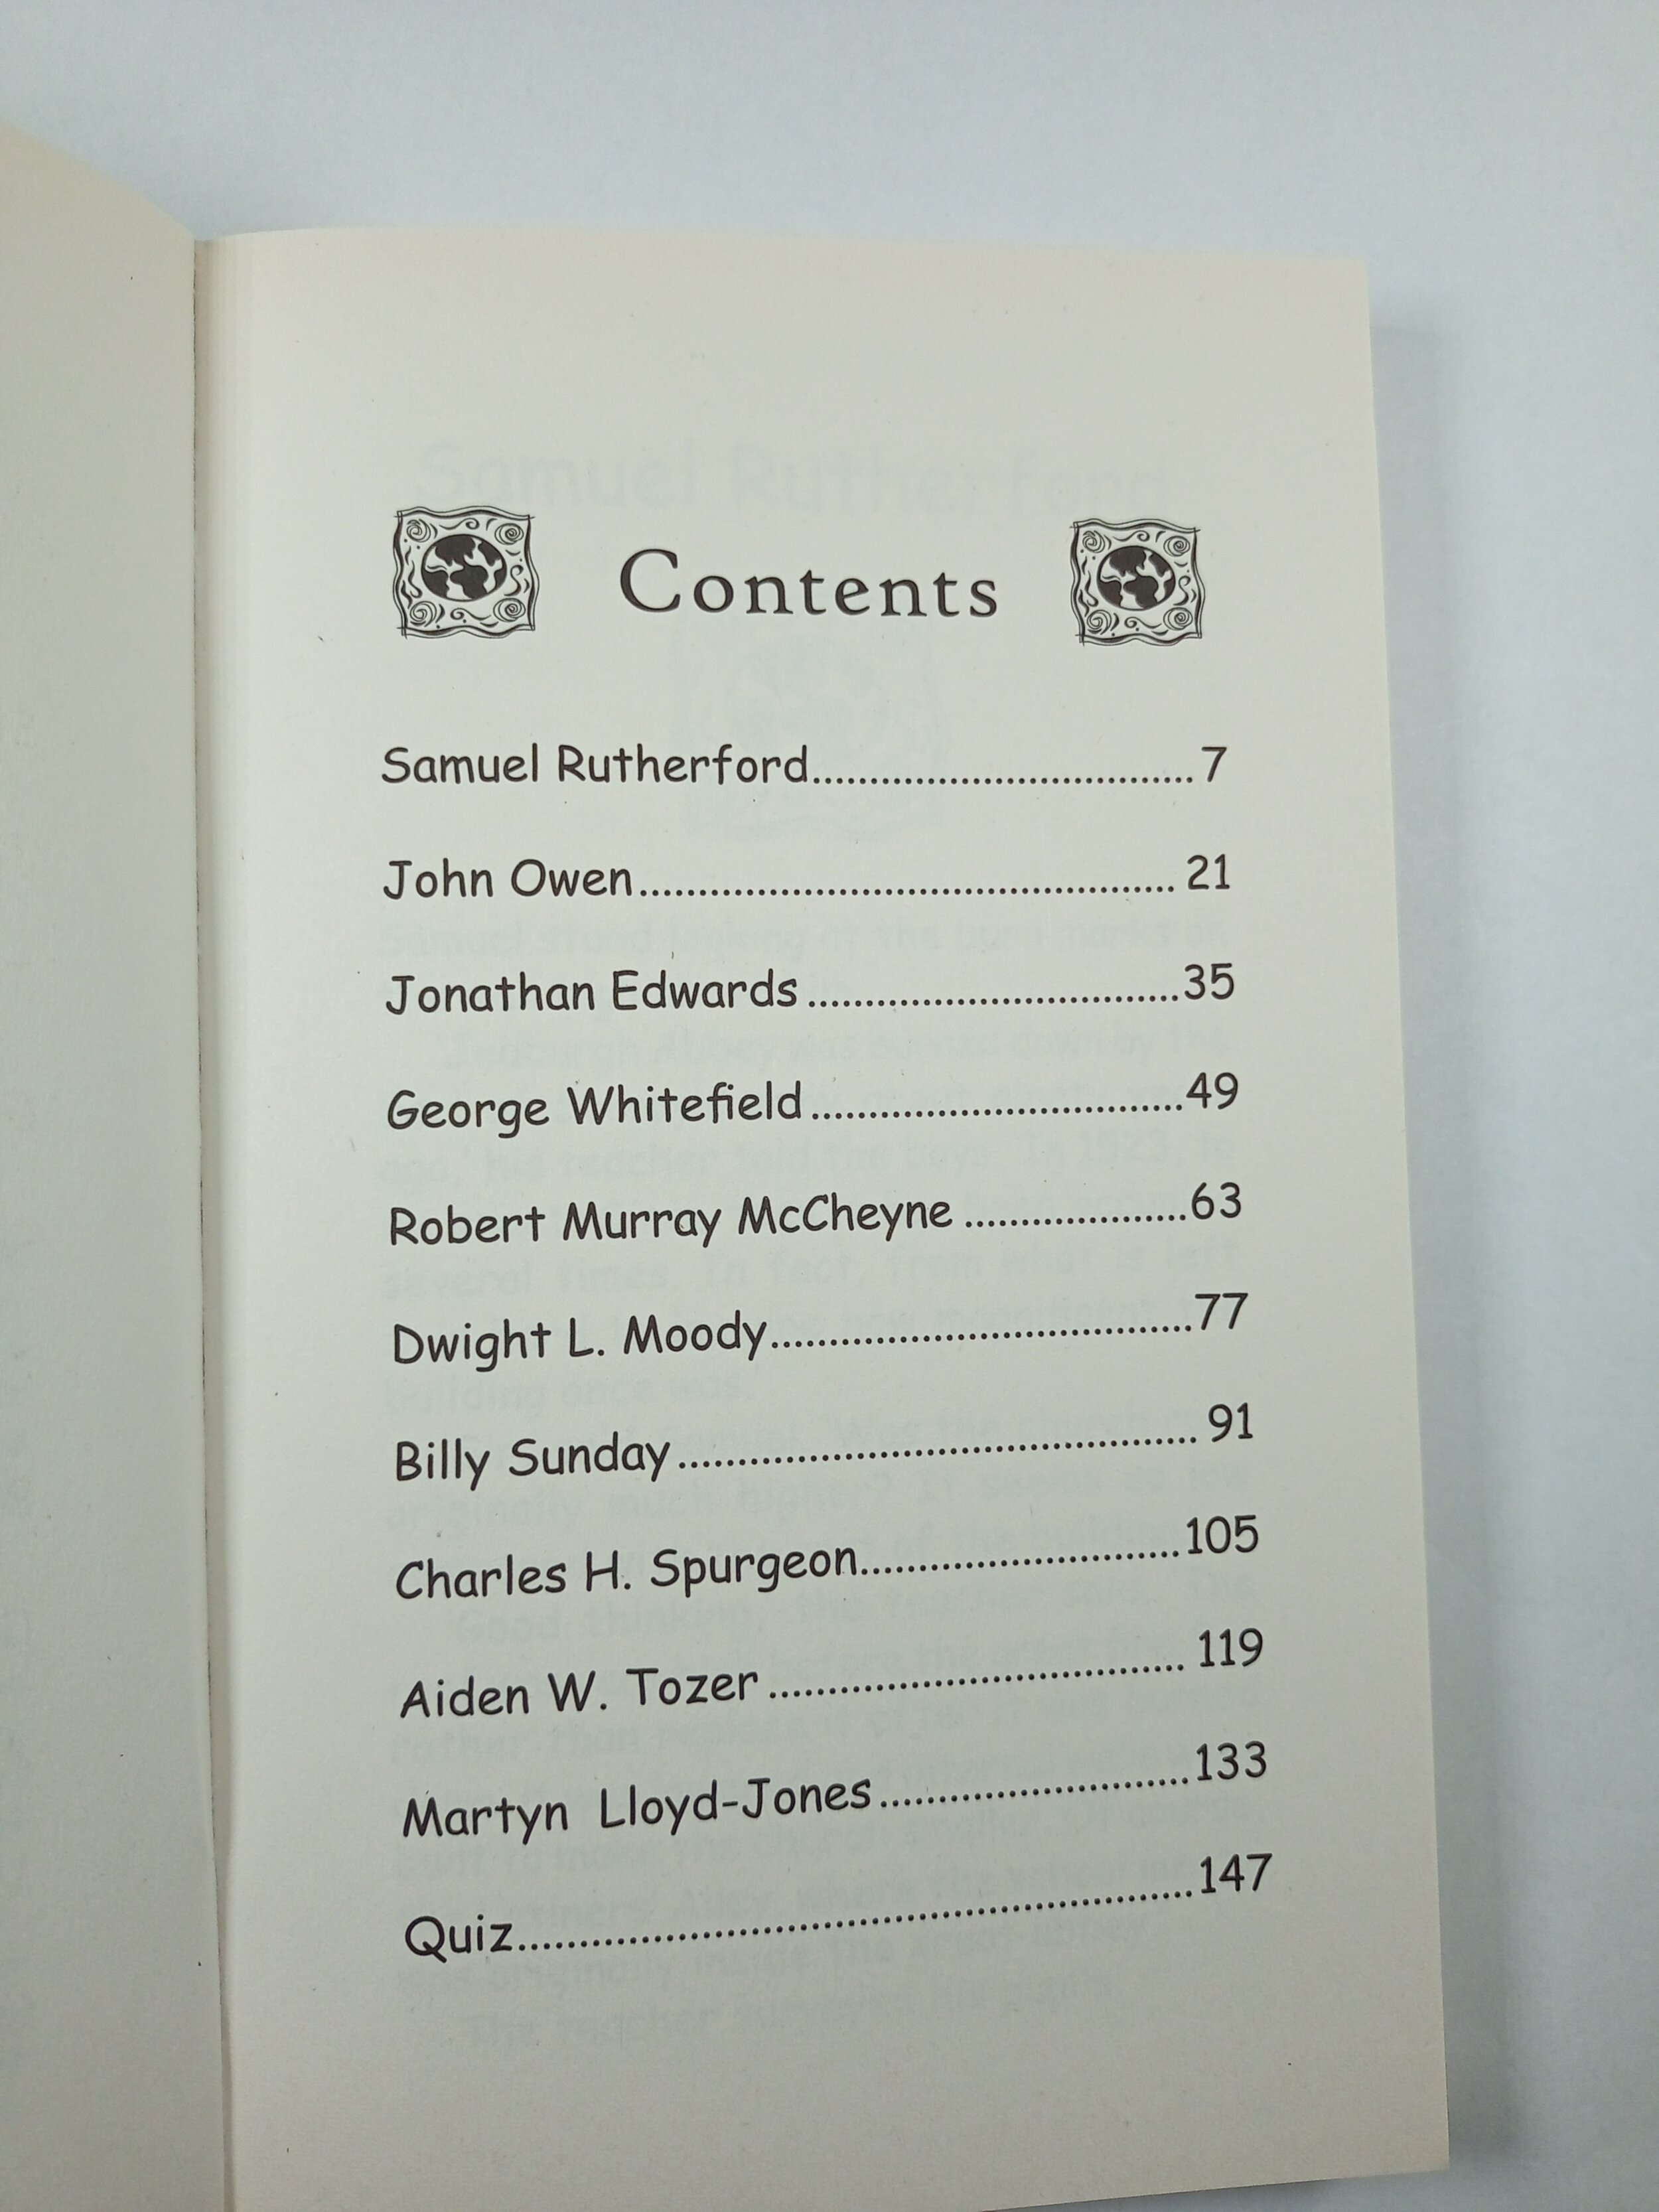 Contents
Samuel Rutherford..................................7
John Owen............................................... 21
Jonathan Edwards .................................35
George Whitefield.................................49
Robert Murray McCheyne ....................63
Dwight L. Moody.....................................77
Billy Sunday.............................................. 91
Charles H. Spurgeon............................105
Aiden W. Tozer ..................................... 119
Martyn Lloyd-Jones...........................133
Quiz...........................................................147